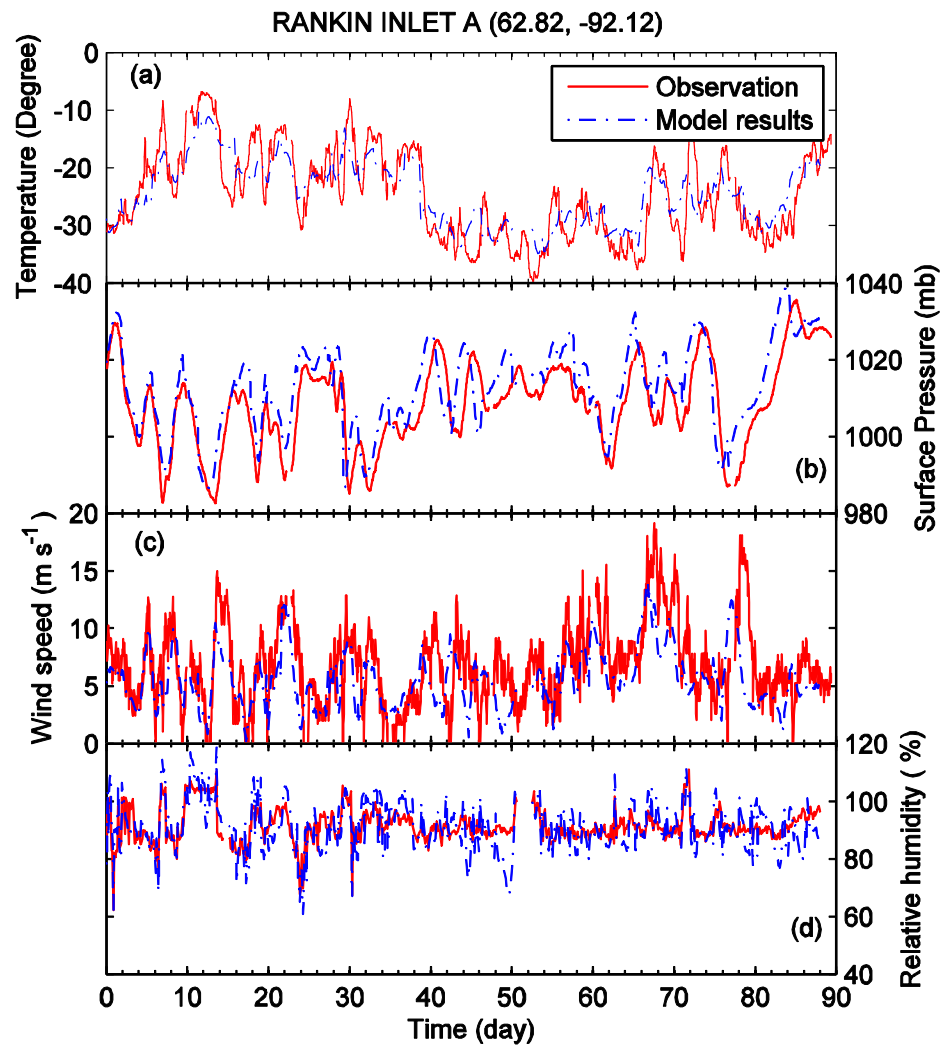 RANKIN INLET A (62.82, -92.12)
Temperature (Degree)
0
-10
-20
-30
-40
(a)
Observation
Model results
Surface Pressure (mb)
1040
1020
1000
980
(b)
Wind speed (m s-1)
20
15
10
5
0
(c)
Relative humidity ( %)
120
100
80
60
40
(d)
0 10 20 30 40 50 60 70 80 90
Time (day)